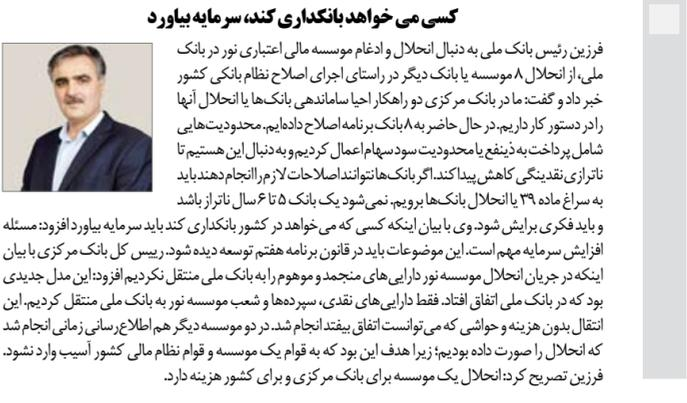 کسی می خواهد بانکداری کند، سرمایه بیاورد
فرزین رئیس بانک ملی به دنبال انحلال و ادغام موسسه مالی اعتباری نور در بانک
ملی، از انحلال ۸ موسسه یا بانک دیگر در راستای اجرای اصلاح نظام بانکی کشور
خبر داد و گفت: ما در بانک مرکزی دو راهکار احیا ساماندهی بانک‌ها یا انحلال آنها
را در دستور کار داریم. در حال حاضر به ۸ بانک برنامه اصلاح داده‌ایم. محدودیت‌هایی
شامل پرداخت به ذینفع یا محدودیت سود سهام اعمال کردیم و به دنبال این هستیم تا
ناترازی نقدینگی کاهش پیدا کند. اگر بانک‌ها نتوانند اصلاحات لازم را انجام دهند باید
به سراغ ماده ۳۹ یا انحلال بانک‌ها برویم. نمی‌شود یک بانک ۵ تا ۶ سال ناتراز باشد
و باید فکری برایش شود. وی با بیان اینکه کسی که می‌خواهد در کشور بانکداری کند باید سرمایه بیاورد افزود: مسئله
افزایش سرمایه مهم است. این موضوعات باید در قانون برنامه هفتم توسعه دیده شود. رییس کل بانک مرکزی با بیان
اینکه در جریان انحلال موسسه نور دارایی‌های منجمد و موهوم را به بانک ملی منتقل نکردیم افزود: این مدل جدیدی
بود که در بانک ملی اتفاق افتاد. فقط دارایی‌های نقدی، سپرده‌ها و شعب موسسه نور به بانک ملی منتقل کردیم. این
انتقال بدون هزینه و حواشی که می‌توانست اتفاق بیفتد انجام شد. در دو موسسه دیگر هم اطلاع‌رسانی زمانی انجام شد
که انحلال را صورت داده بودیم؛ زیرا هدف این بود که به قوام یک موسسه و قوام نظام مالی کشور آسیب وارد نشود.
فرزین تصریح کرد: انحلال یک موسسه برای بانک مرکزی و برای کشور هزینه دارد.